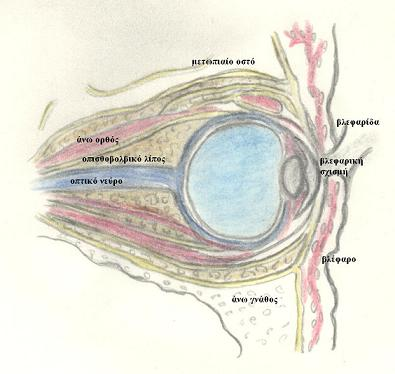 μετωπιαίο οστό
βλεφαρίδα
άνω ορθός
οπισθοβολβικό λίπος
βλεφαρική
σχισμή
οπτικό νεύρο
βλέφαρο
άνω γνάθος